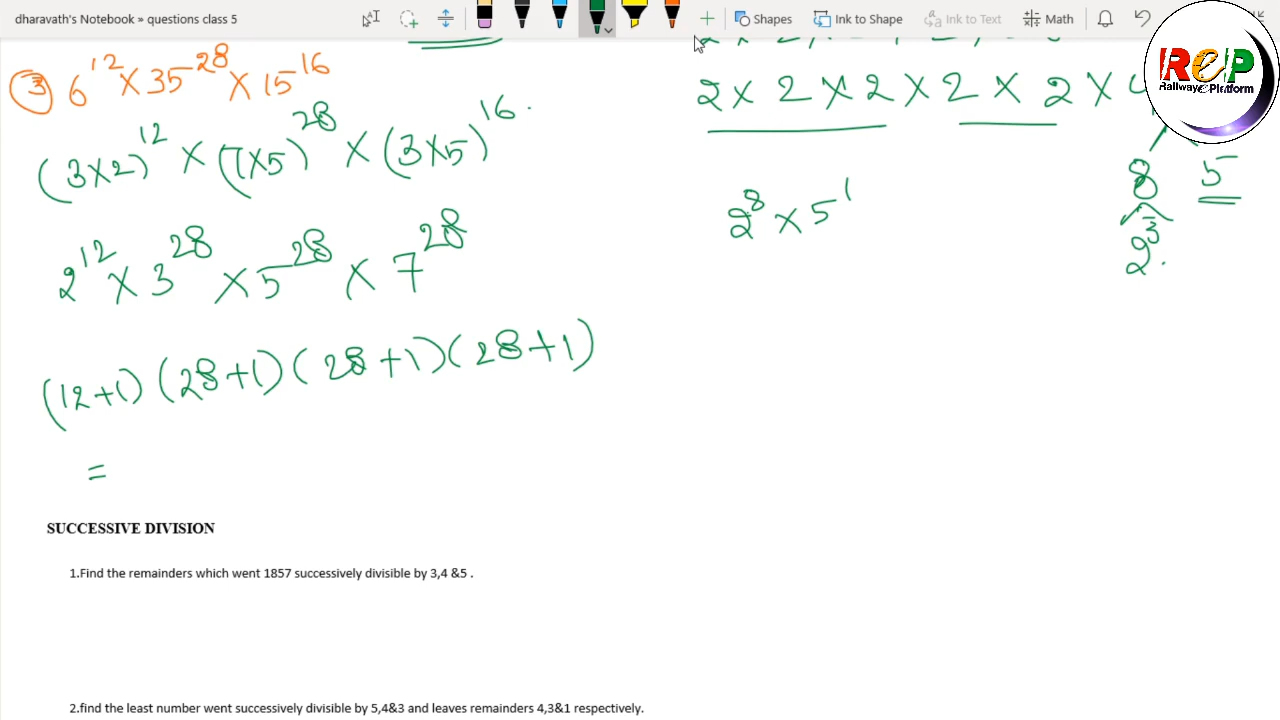 dharavath's Notebook » questions class 5
Shapes Ink to Shape Ink to Text Math
ReP
Railways Platform
③ 6^12 × 35^28 × 15^16
(3×2)^12 × (7×5)^28 × (3×5)^16
2^12 × 3^28 × 5^28 × 7^28
(12+1) (28+1) (28+1) (28+1)
=
2 × 2 × 2 × 2 × 2 ×
8 5
2^3
2^8 × 5^1
SUCCESSIVE DIVISION
1.Find the remainders which went 1857 successively divisible by 3,4 &5 .
2.find the least number went successively divisible by 5,4&3 and leaves remainders 4,3&1 respectively.